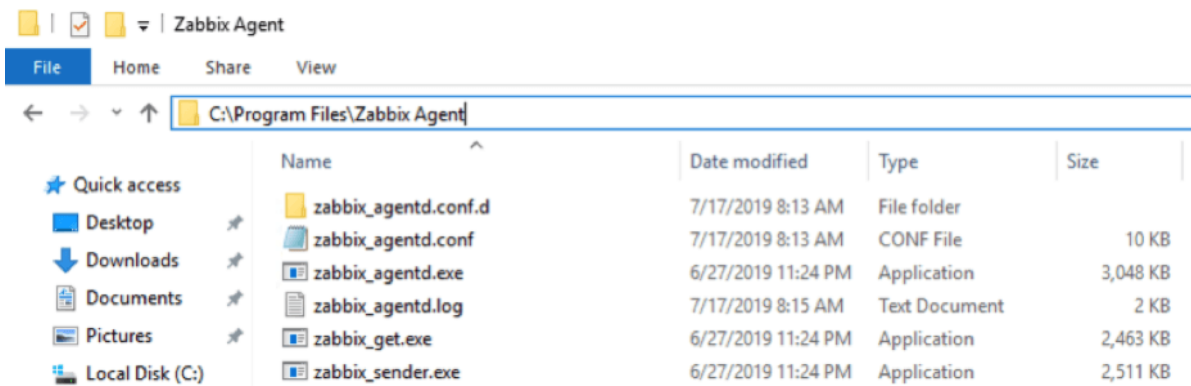 Zabbix Agent
File Home Share View
C:\Program Files\Zabbix Agent
Name Date modified Type Size
Quick access
Desktop
Downloads
Documents
Pictures
Local Disk (C:)
zabbix_agentd.conf.d 7/17/2019 8:13 AM File folder
zabbix_agentd.conf 7/17/2019 8:13 AM CONF File 10 KB
zabbix_agentd.exe 6/27/2019 11:24 PM Application 3,048 KB
zabbix_agentd.log 7/17/2019 8:15 AM Text Document 2 KB
zabbix_get.exe 6/27/2019 11:24 PM Application 2,463 KB
zabbix_sender.exe 6/27/2019 11:24 PM Application 2,511 KB